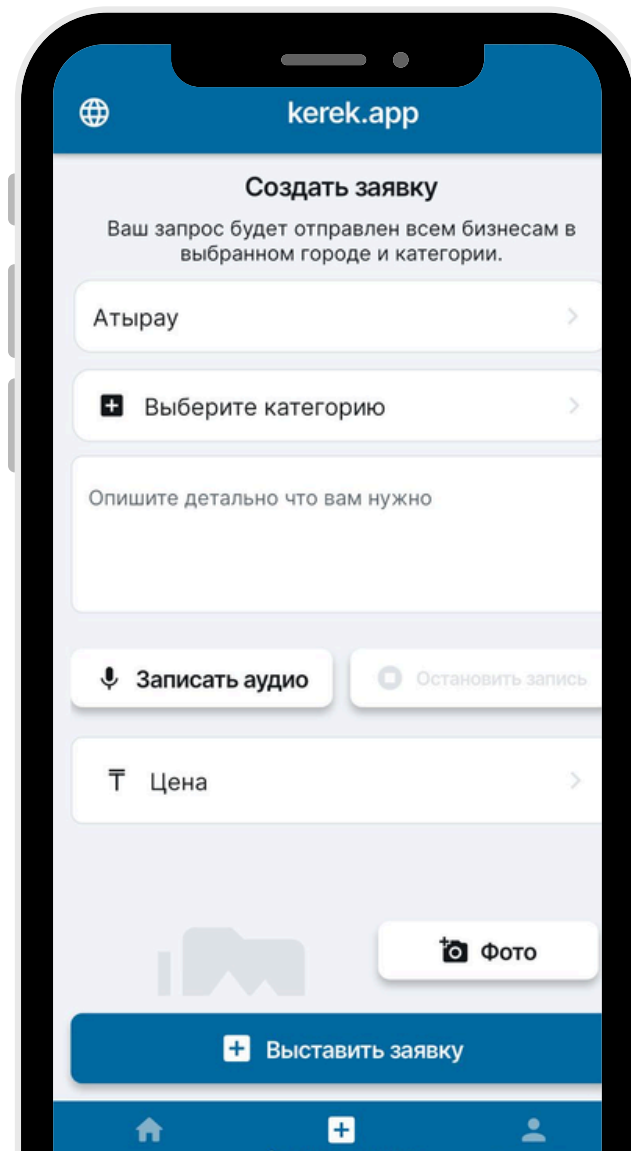 kerek.app
Создать заявку
Ваш запрос будет отправлен всем бизнесам в
выбранном городе и категории.
Атырау
Выберите категорию
Опишите детально что вам нужно
Записать аудио
Остановить запись
₸ Цена
Фото
Выставить заявку